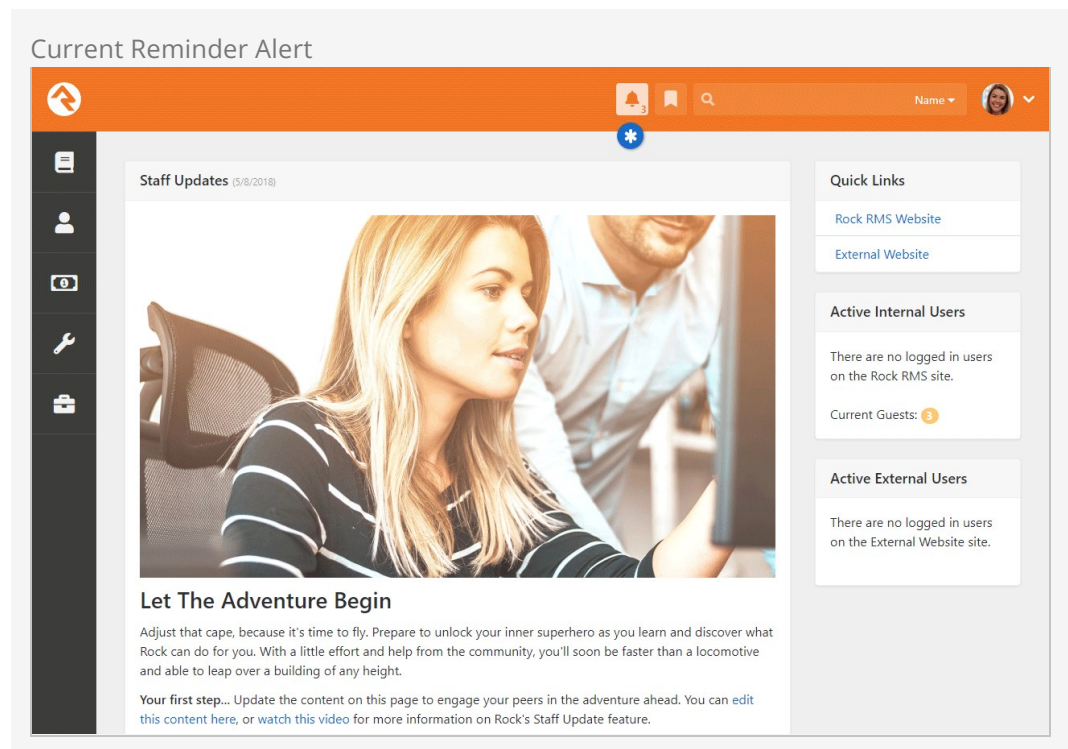 Current Reminder Alert
3
Name
Staff Updates (5/8/2018)
Let The Adventure Begin
Adjust that cape, because it's time to fly. Prepare to unlock your inner superhero as you learn and discover what
Rock can do for you. With a little effort and help from the community, you'll soon be faster than a locomotive
and able to leap over a building of any height.
Your first step... Update the content on this page to engage your peers in the adventure ahead. You can edit
this content here, or watch this video for more information on Rock's Staff Update feature.
Quick Links
Rock RMS Website
External Website
Active Internal Users
There are no logged in users
on the Rock RMS site.
Current Guests: 3
Active External Users
There are no logged in users
on the External Website site.